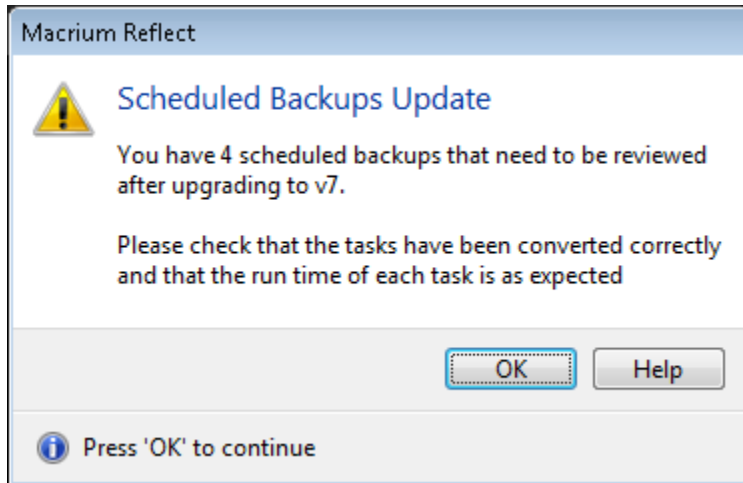 Macrium Reflect
Scheduled Backups Update
You have 4 scheduled backups that need to be reviewed
after upgrading to v7.
Please check that the tasks have been converted correctly
and that the run time of each task is as expected
OK
Help
Press 'OK' to continue